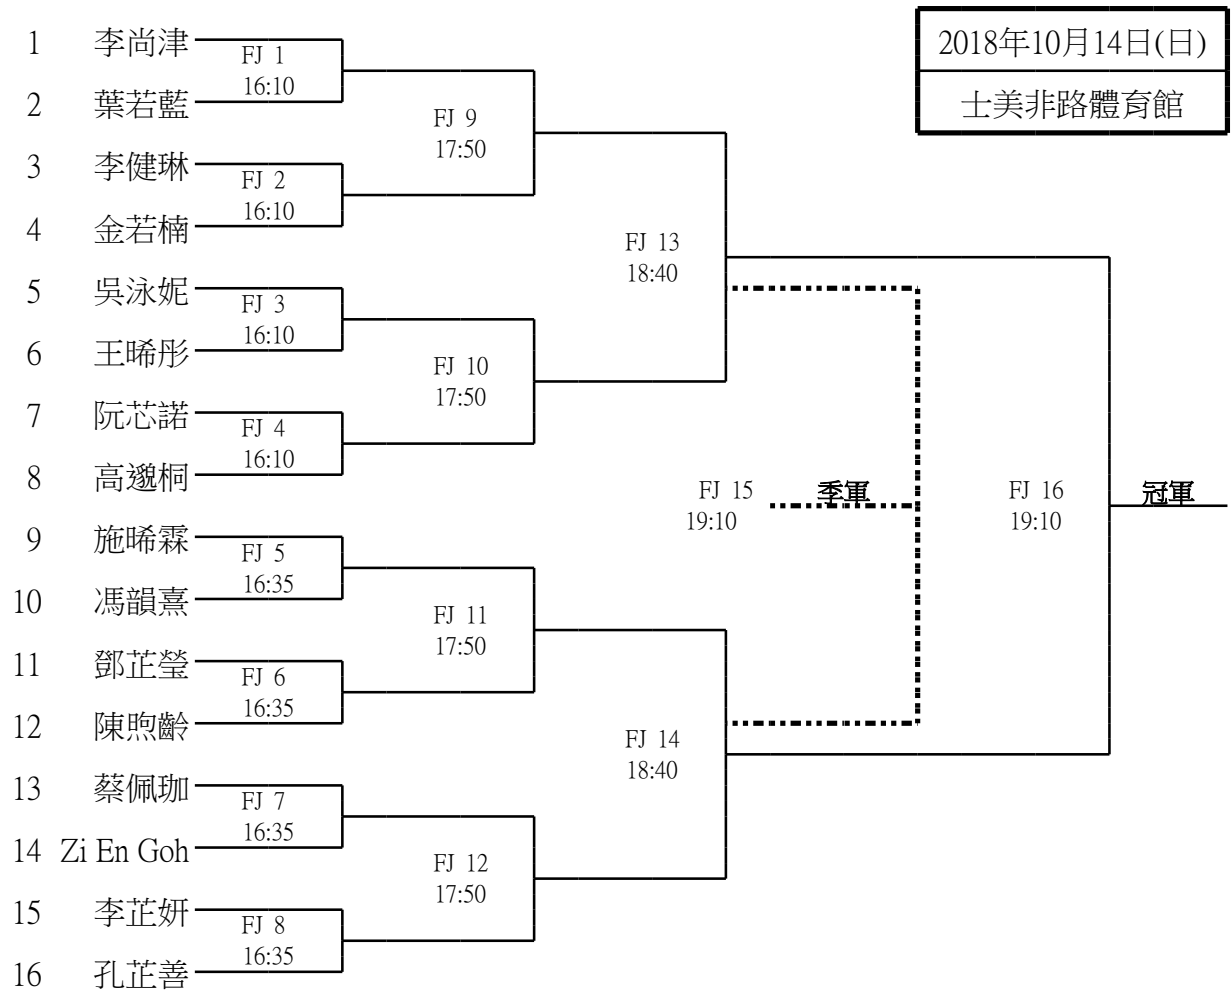 2018年10月14日(日)
士美非路體育館
1 李尚津
FJ 1
16:10
2 葉若藍
FJ 9
17:50
3 李健琳
FJ 2
16:10
4 金若楠
FJ 13
18:40
5 吳泳妮
FJ 3
16:10
6 王晞彤
FJ 10
17:50
7 阮芯諾
FJ 4
16:10
8 高邈桐
FJ 15 季軍
19:10
FJ 16 冠軍
19:10
9 施晞霖
FJ 5
16:35
10 馮韻熹
FJ 11
17:50
11 鄧芷瑩
FJ 6
16:35
12 陳煦齡
FJ 14
18:40
13 蔡佩珈
FJ 7
16:35
14 Zi En Goh
FJ 12
17:50
15 李芷妍
FJ 8
16:35
16 孔芷善